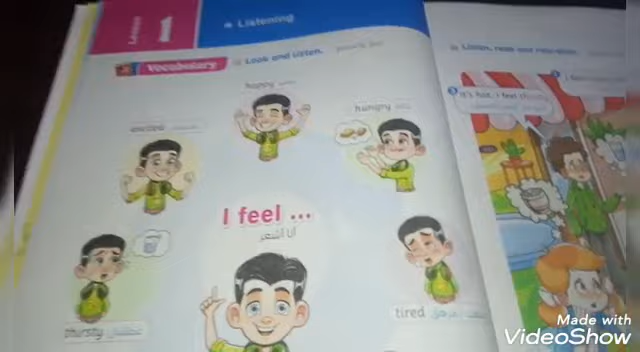 Lesson
1
Listening
Vocabulary
Look and listen.
happy
hungry
excited
I feel ...
أنا أشعر
thirsty عطشان
tired
Listen, read and role-play.
It's hot. I feel
Made with
VideoShow